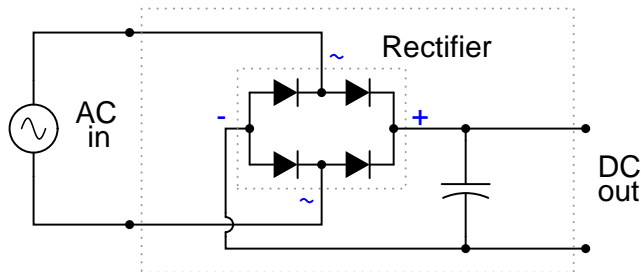 Rectifier
~
- +
AC
in
~
DC
out